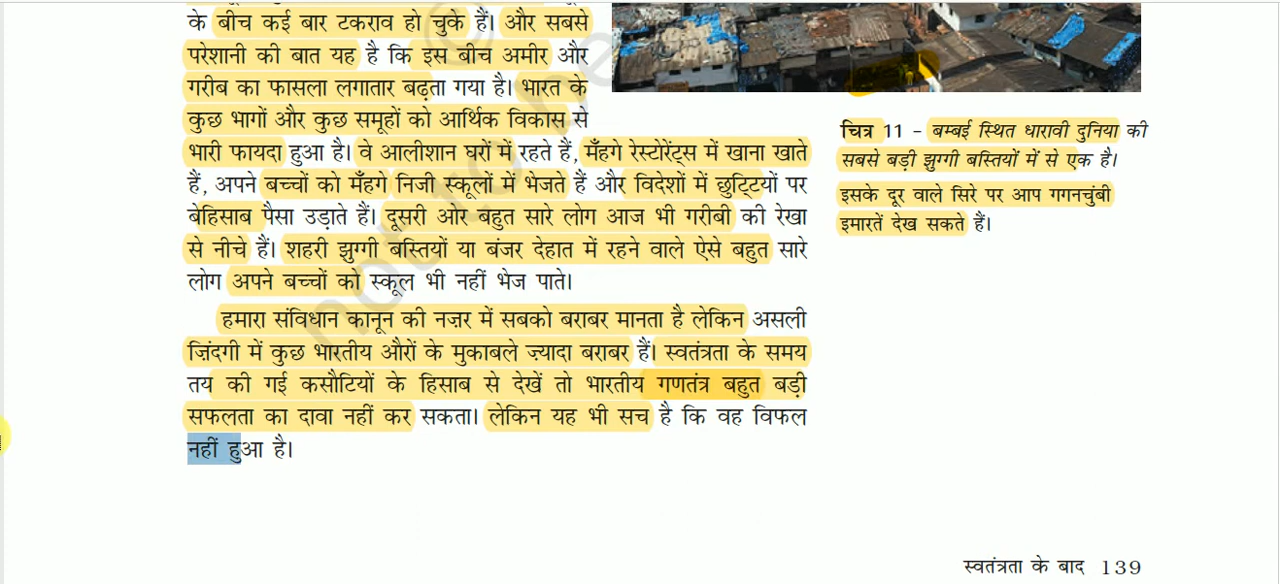 के बीच कई बार टकराव हो चुके हैं। और सबसे
परेशानी की बात यह है कि इस बीच अमीर और
गरीब का फासला लगातार बढ़ता गया है। भारत के
कुछ भागों और कुछ समूहों को आर्थिक विकास से
भारी फायदा हुआ है। वे आलीशान घरों में रहते हैं, मँहगे रेस्टोरेंट्स में खाना खाते
हैं, अपने बच्चों को मँहगे निजी स्कूलों में भेजते हैं और विदेशों में छुट्टियों पर
बेहिसाब पैसा उड़ाते हैं। दूसरी ओर बहुत सारे लोग आज भी गरीबी की रेखा
से नीचे हैं। शहरी झुग्गी बस्तियों या बंजर देहात में रहने वाले ऐसे बहुत सारे
लोग अपने बच्चों को स्कूल भी नहीं भेज पाते।
हमारा संविधान कानून की नज़र में सबको बराबर मानता है लेकिन असली
ज़िंदगी में कुछ भारतीय औरों के मुकाबले ज़्यादा बराबर हैं। स्वतंत्रता के समय
तय की गई कसौटियों के हिसाब से देखें तो भारतीय गणतंत्र बहुत बड़ी
सफलता का दावा नहीं कर सकता। लेकिन यह भी सच है कि वह विफल
नहीं हुआ है।
चित्र 11 – बम्बई स्थित धारावी दुनिया की
सबसे बड़ी झुग्गी बस्तियों में से एक है।
इसके दूर वाले सिरे पर आप गगनचुंबी
इमारतें देख सकते हैं।
स्वतंत्रता के बाद 139